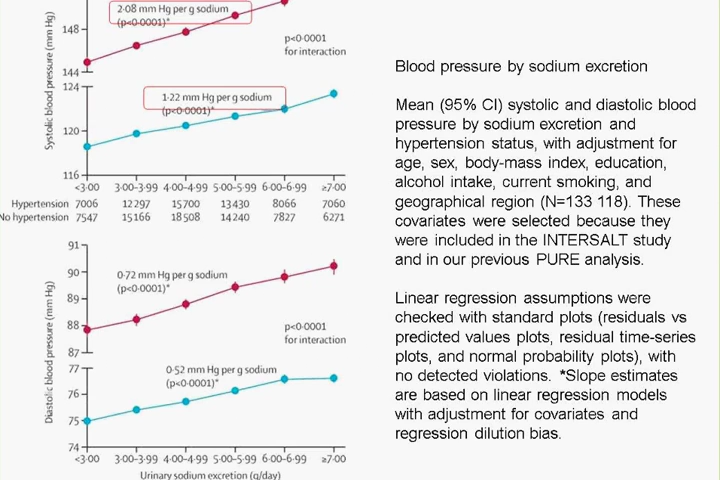 2·08 mm Hg per g sodium
(p<0·0001)*
148
p<0·0001
for interaction
144
Systolic blood pressure (mm Hg)
124
1·22 mm Hg per g sodium
(p<0·0001)*
120
116
<3·00 3·00–3·99 4·00–4·99 5·00–5·99 6·00–6·99 ≥7·00
Hypertension 7006 12 297 15700 13 430 8066 7060
No hypertension 7547 15 166 18 508 14 240 7827 6271
91
0·72 mm Hg per g sodium
(p<0·0001)*
90
89
88
p<0·0001
for interaction
87
Diastolic blood pressure (mm Hg)
77
0·52 mm Hg per g sodium
(p<0·0001)*
76
75
74
<3·00 3·00–3·99 4·00–4·99 5·00–5·99 6·00–6·99 ≥7·00
Urinary sodium excretion (g/day)
Blood pressure by sodium excretion
Mean (95% CI) systolic and diastolic blood
pressure by sodium excretion and
hypertension status, with adjustment for
age, sex, body-mass index, education,
alcohol intake, current smoking, and
geographical region (N=133 118). These
covariates were selected because they
were included in the INTERSALT study
and in our previous PURE analysis.
Linear regression assumptions were
checked with standard plots (residuals vs
predicted values plots, residual time-series
plots, and normal probability plots), with
no detected violations. *Slope estimates
are based on linear regression models
with adjustment for covariates and
regression dilution bias.